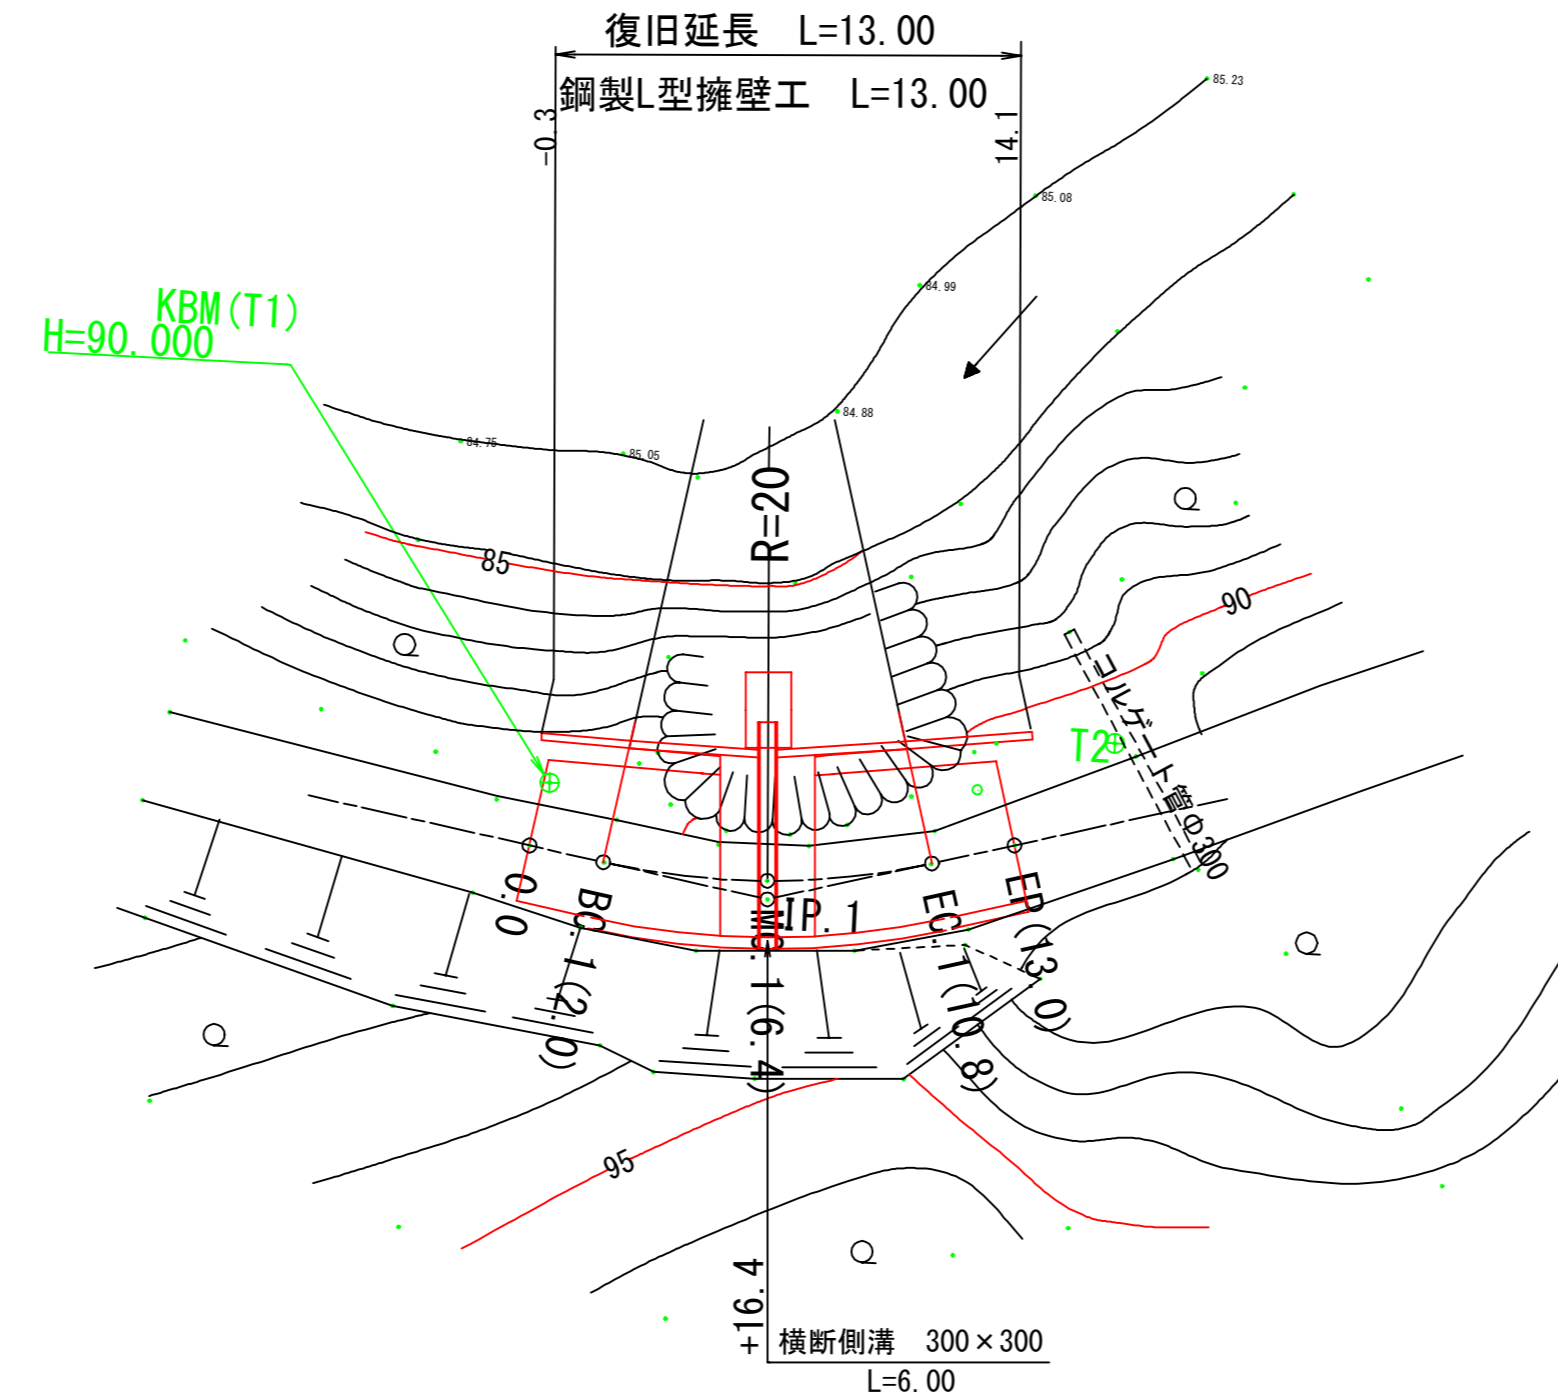 復旧延長　L=13.00
鋼製L型擁壁工　L=13.00
-0.3
14.1
85.23
85.08
84.99
84.88
KBM(T1)
H=90.000
84.75
85.05
R=20
85
90
コルゲート管Φ300
T2
0.0
BC.1(2.0)
MC.1(6.4)
IP.1
EC.1(10.8)
EP(13.0)
95
+16.4
横断側溝　300×300
L=6.00